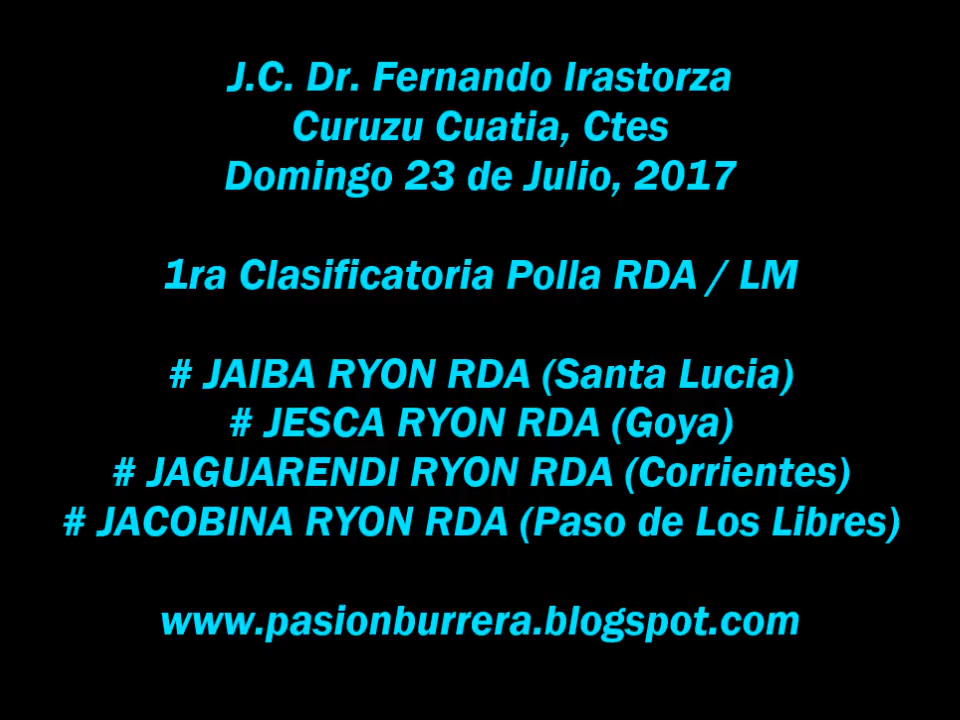 J.C. Dr. Fernando Irastorza
Curuzu Cuatia, Ctes
Domingo 23 de Julio, 2017
1ra Clasificatoria Polla RDA / LM
# JAIBA RYON RDA (Santa Lucia)
# JESCA RYON RDA (Goya)
# JAGUARENDI RYON RDA (Corrientes)
# JACOBINA RYON RDA (Paso de Los Libres)
www.pasionburrera.blogspot.com